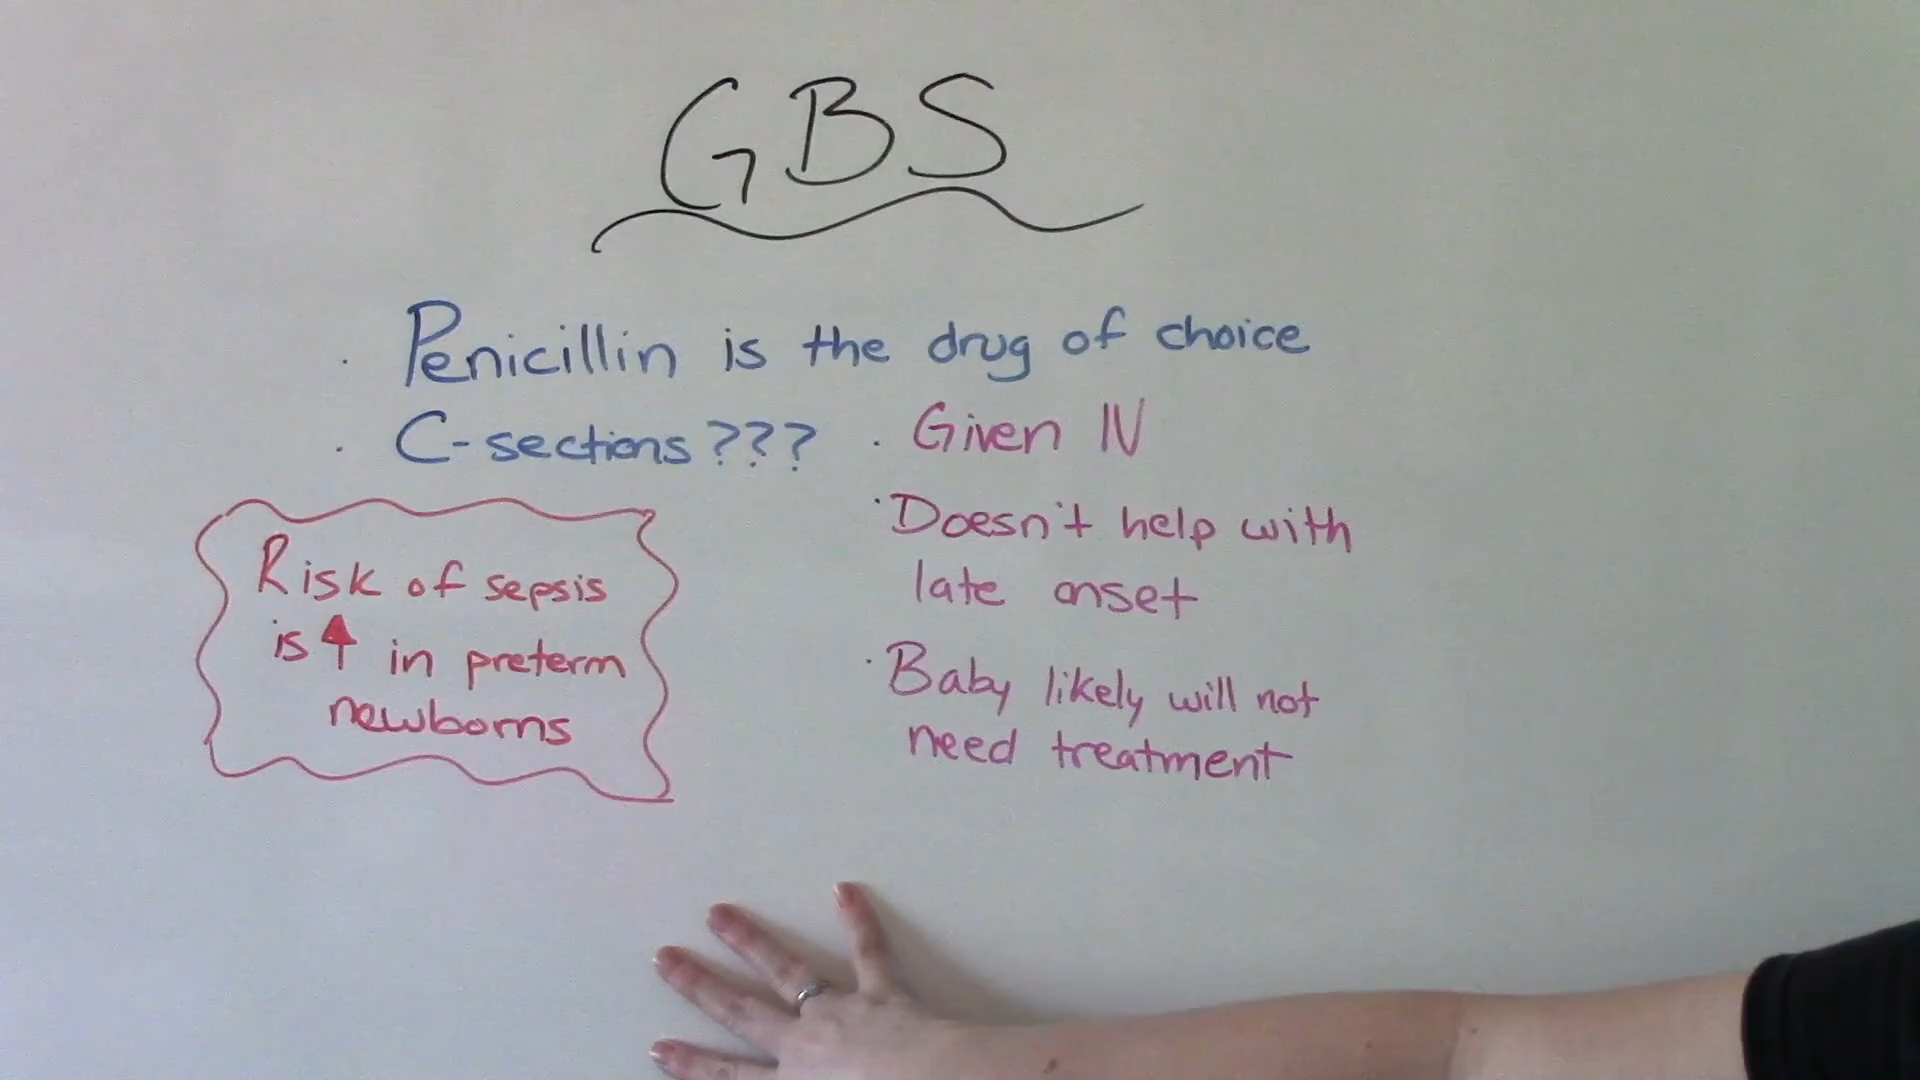 GBS
· Penicillin is the drug of choice
· C-sections???
· Given IV
· Doesn't help with
late onset
· Baby likely will not
need treatment
Risk of sepsis
is ↑ in preterm
newborns